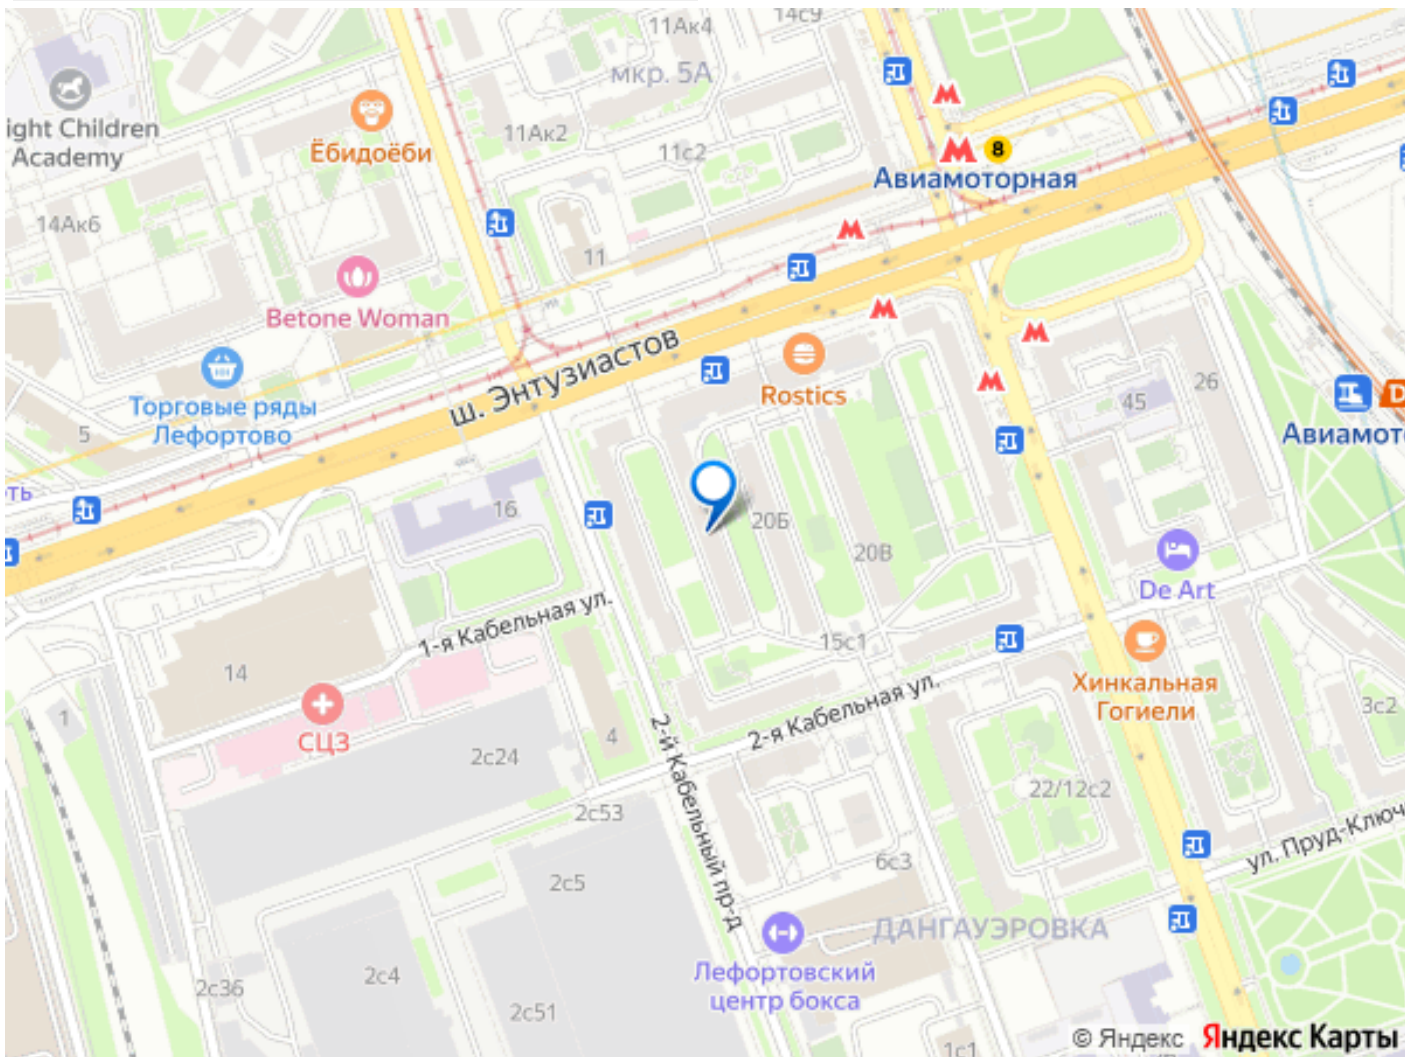 11Ак4
14с9
мкр. 5А
ight Children
Academy
Ёбидоёби
11Ак2
11с2
8
Авиамоторная
14Ак6
11
Betone Woman
ш. Энтузиастов
Rostics
26
45
Торговые ряды
Лефортово
5
D
Авиамот
ть
16
20Б
20В
De Art
1-я Кабельная ул.
15с1
14
СЦЗ
1
4
2-я Кабельная ул.
Хинкальная
Гогиели
3с2
2-й Кабельный пр-д
2с24
22/12с2
2с53
ул. Пруд-Ключ
6с3
2с5
ДАНГАУЭРОВКА
Лефортовский
центр бокса
2с36
2с4
2с51
1с1
© Яндекс Яндекс Карты